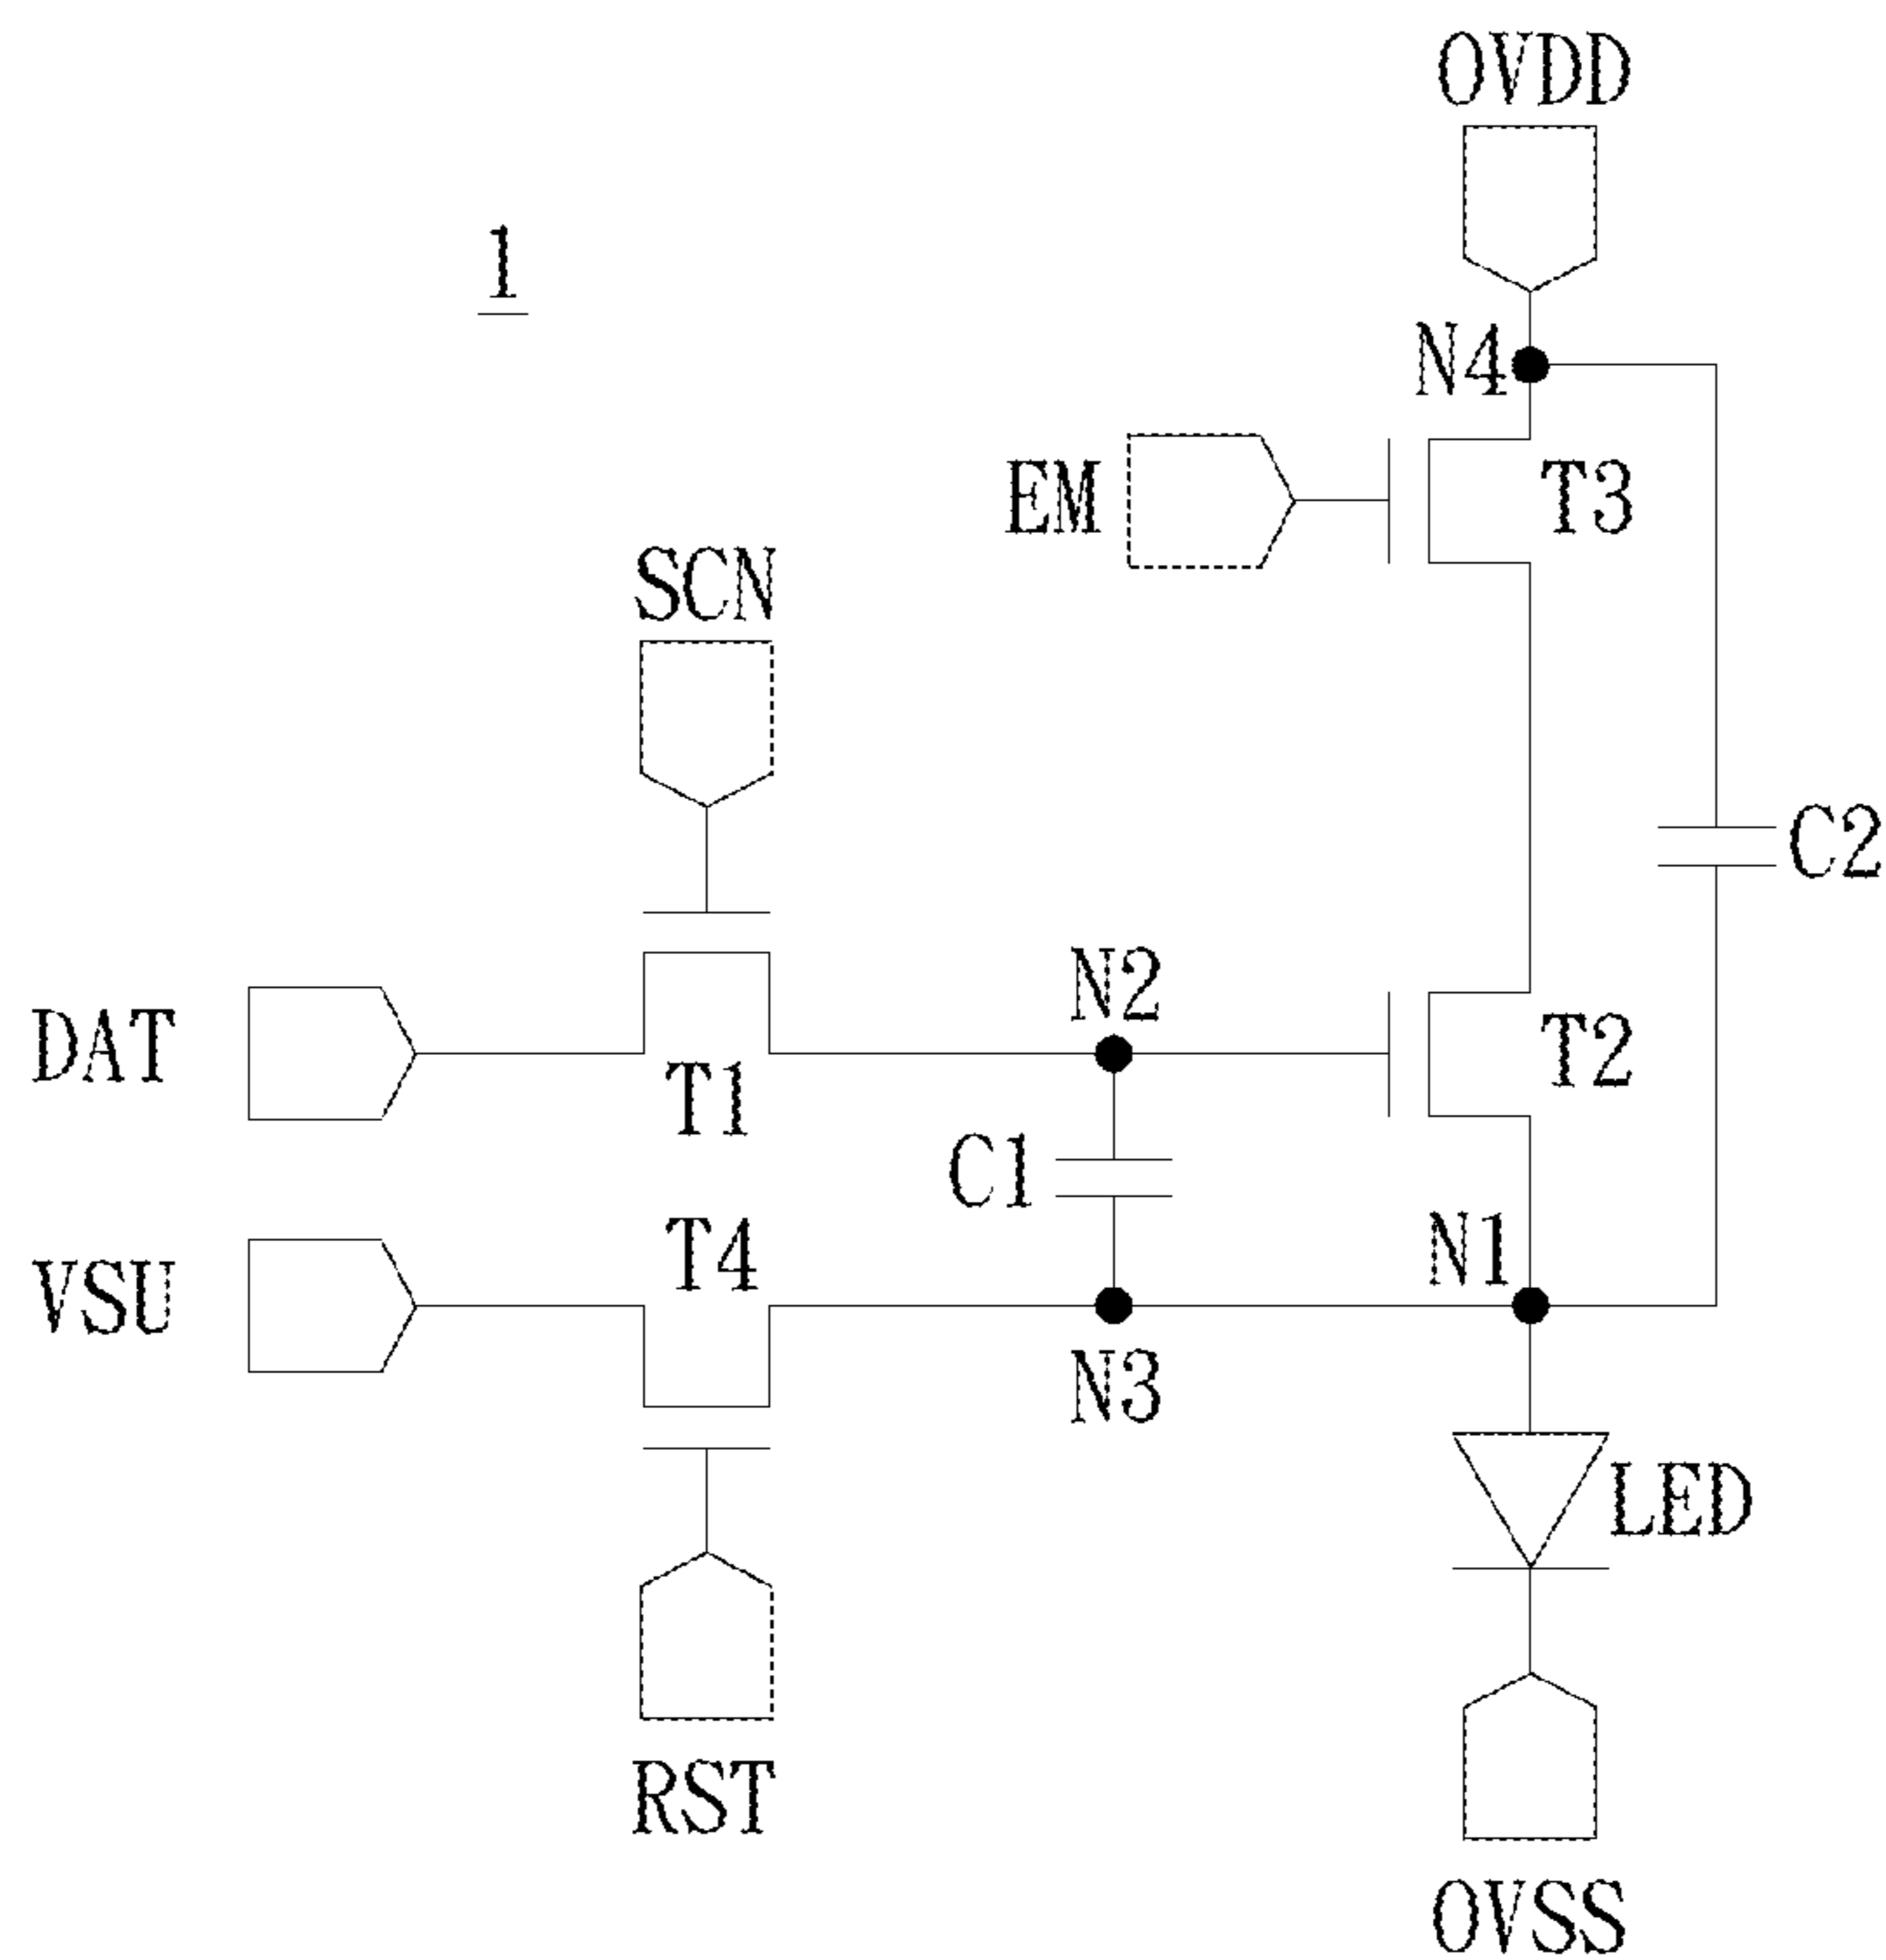 OVDD
1
N4
EM
T3
SCN
C2
N2
DAT
T1
T2
C1
T4
N1
VSU
N3
LED
RST
OVSS